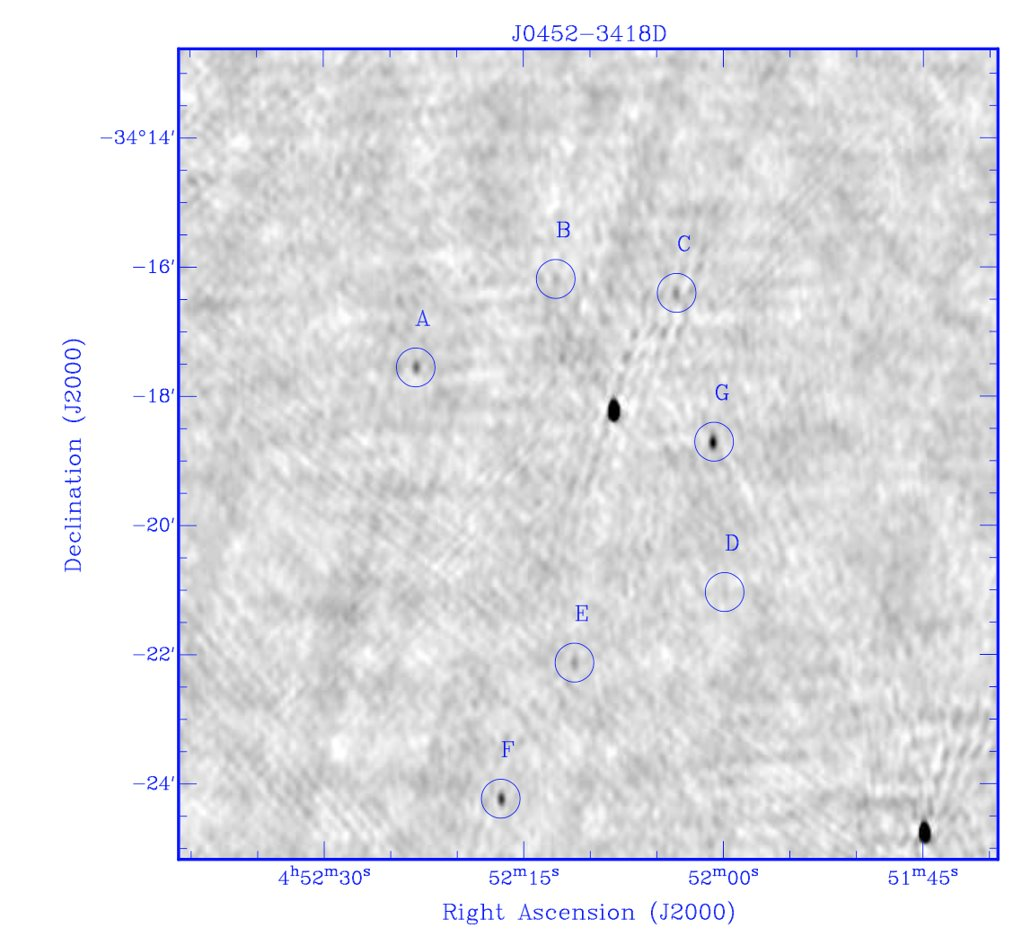 J0452-3418D
-34°14′
B
C
-16′
A
-18′
G
-20′
D
E
-22′
F
-24′
4ʰ52ᵐ30ˢ 52ᵐ15ˢ 52ᵐ00ˢ 51ᵐ45ˢ
Right Ascension (J2000)
Declination (J2000)